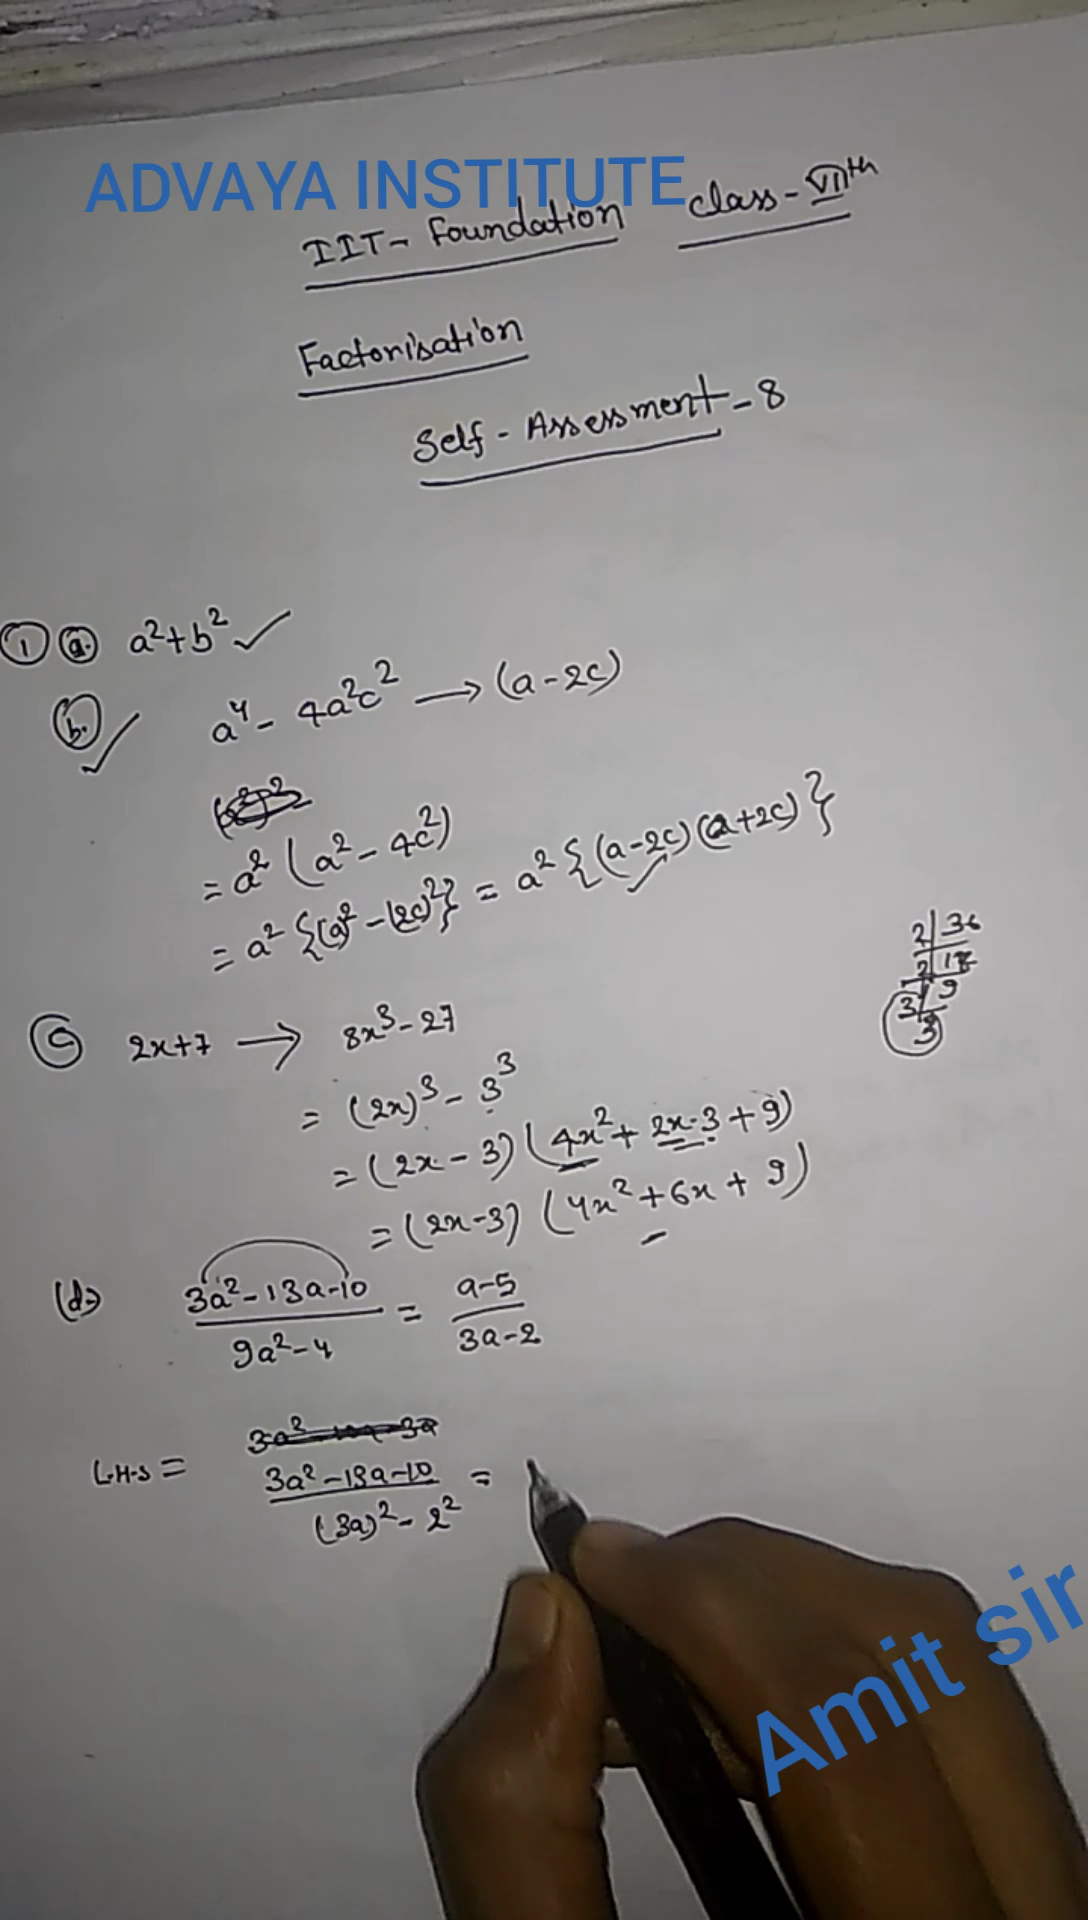 ADVAYA INSTITUTE
IIT- Foundation class-VIIth
Factorisation
Self-Assessment-8
1 a. a²+b² ✓
b. ✓ a⁴ - 4a²c² → (a-2c)
= a² (a² - 4c²)
= a² {(a)² - (2c)²} = a² {(a-2c)(a+2c)}
2|36
2|18
3|9
3
c 2x+7 → 8x³-27
= (2x)³ - 3³
= (2x-3) (4x²+2x·3+9)
= (2x-3) (4x²+6x+9)
(d) 3a²-13a-10 / 9a²-4 = a-5 / 3a-2
L.H.S = 3a²-13a-10 / (3a)²-2² =
Amit sir